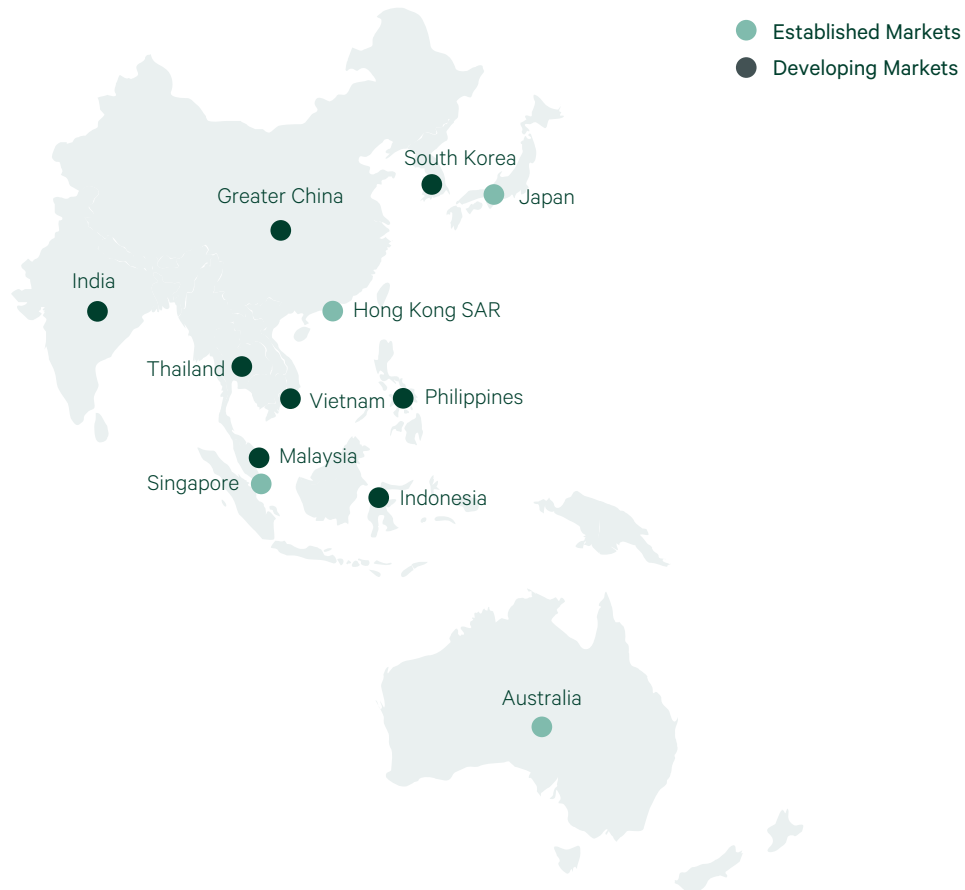 Established Markets
Developing Markets
South Korea
Greater China
Japan
India
Hong Kong SAR
Thailand
Vietnam
Philippines
Malaysia
Singapore
Indonesia
Australia